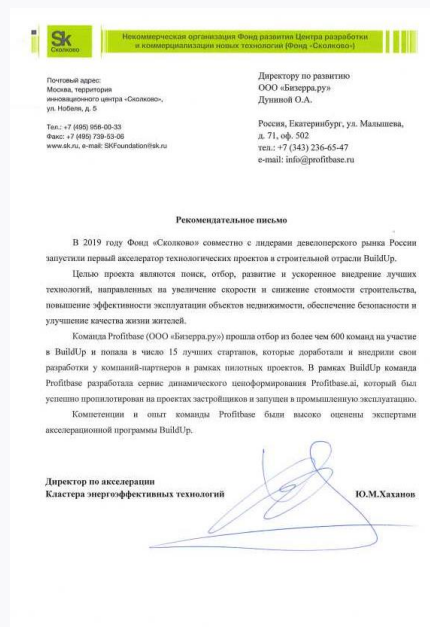 Sk
Сколково
Некоммерческая организация Фонд развития Центра разработки
и коммерциализации новых технологий (Фонд «Сколково»)
Почтовый адрес:
Москва, территория
инновационного центра «Сколково»,
ул. Нобеля, д. 5
Тел.: +7 (495) 956-00-33
Факс: +7 (495) 739-53-06
www.sk.ru, e-mail: SKFoundation@sk.ru
Директору по развитию
ООО «Бизерра.ру»
Дуниной О.А.
Россия, Екатеринбург, ул. Малышева,
д. 71, оф. 502
тел.: +7 (343) 236-65-47
e-mail: info@profitbase.ru
Рекомендательное письмо
В 2019 году Фонд «Сколково» совместно с лидерами девелоперского рынка России
запустили первый акселератор технологических проектов в строительной отрасли BuildUp.
Целью проекта являются поиск, отбор, развитие и ускоренное внедрение лучших
технологий, направленных на увеличение скорости и снижение стоимости строительства,
повышение эффективности эксплуатации объектов недвижимости, обеспечение безопасности и
улучшение качества жизни жителей.
Команда Profitbase (ООО «Бизерра.ру») прошла отбор из более чем 600 команд на участие
в BuildUp и попала в число 15 лучших стартапов, которые доработали и внедрили свои
разработки у компаний-партнеров в рамках пилотных проектов. В рамках BuildUp команда
Profitbase разработала сервис динамического ценоформирования Profitbase.ai, который был
успешно пропилотирован на проектах застройщиков и запущен в промышленную эксплуатацию.
Компетенции и опыт команды Profitbase были высоко оценены экспертами
акселерационной программы BuildUp.
Директор по акселерации
Кластера энергоэффективных технологий
Ю.М.Хаханов